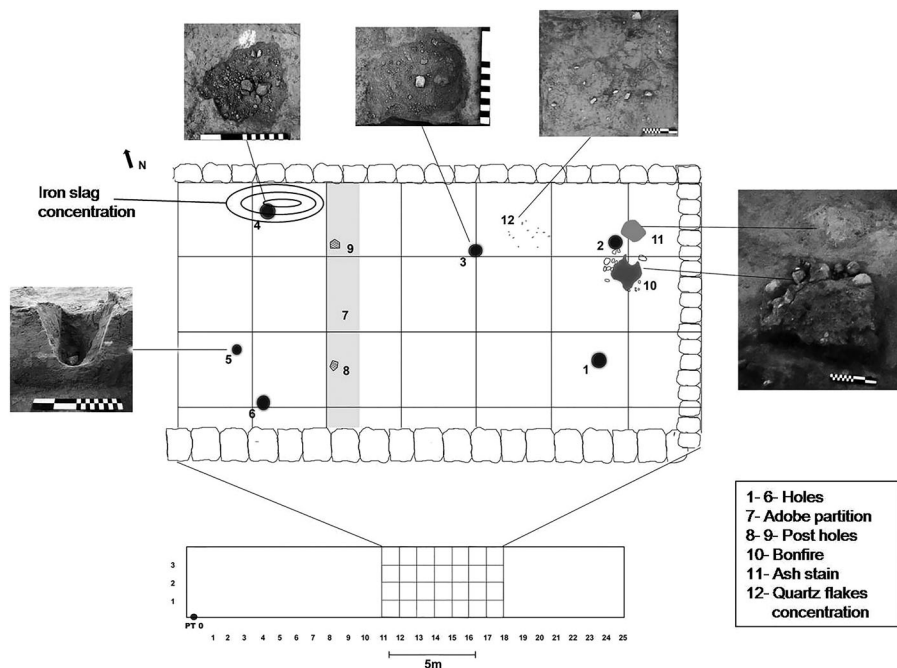 N
Iron slag
concentration
4
9
12
2
11
3
10
7
5
8
1
6
1- 6- Holes
7- Adobe partition
8- 9- Post holes
10- Bonfire
11- Ash stain
12- Quartz flakes
concentration
3
2
1
PT 0
1 2 3 4 5 6 7 8 9 10 11 12 13 14 15 16 17 18 19 20 21 22 23 24 25
5m